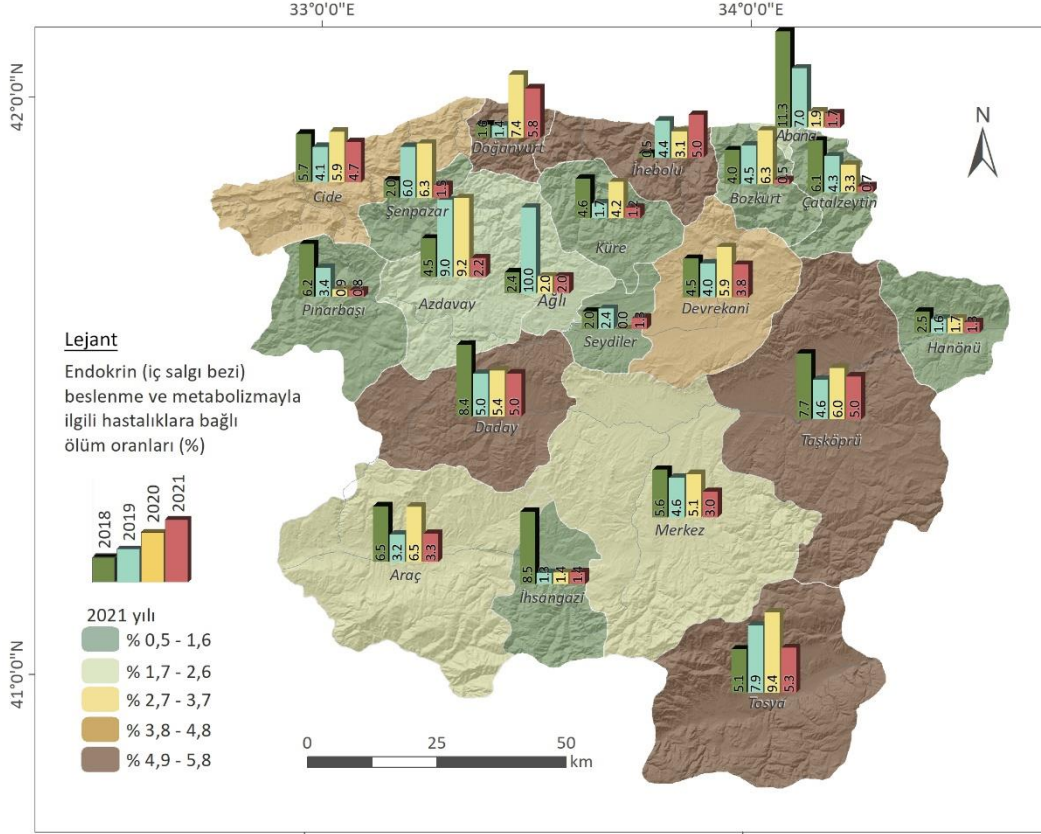 33°0'0"E
34°0'0"E
42°0'0"N
41°0'0"N
N
11.3 7.0 1.9 1.7
Abana
1.4 7.4 5.8
Doğanyurt
0.5 4.4 3.1 5.0
İnebolu
5.7 4.1 5.9 4.7
Cide
2.0 6.0 6.3 1.3
Şenpazar
4.6 1.7 4.2 1.2
Küre
4.0 4.5 6.3 0.5
Bozkurt
6.1 4.3 3.3 0.7
Çatalzeytin
6.2 3.4 0.9 0.8
Pınarbaşı
4.5 9.0 9.2 2.2
Azdavay
2.4 10.0 2.0 2.0
Ağlı
4.5 4.0 5.9 3.8
Devrekani
2.0 2.4 0.0 1.3
Seydiler
2.5 1.6 1.7 1.3
Hanönü
8.4 5.0 5.4 5.0
Daday
7.7 4.6 6.0 5.0
Taşköprü
5.6 4.6 5.1 3.0
Merkez
6.5 3.2 6.5 3.3
Araç
8.5 1.3 1.4 1.4
İhsangazi
5.1 7.9 9.4 5.3
Tosya
Lejant
Endokrin (iç salgı bezi)
beslenme ve metabolizmayla
ilgili hastalıklara bağlı
ölüm oranları (%)
2018 2019 2020 2021
2021 yılı
% 0,5 - 1,6
% 1,7 - 2,6
% 2,7 - 3,7
% 3,8 - 4,8
% 4,9 - 5,8
0 25 50
km